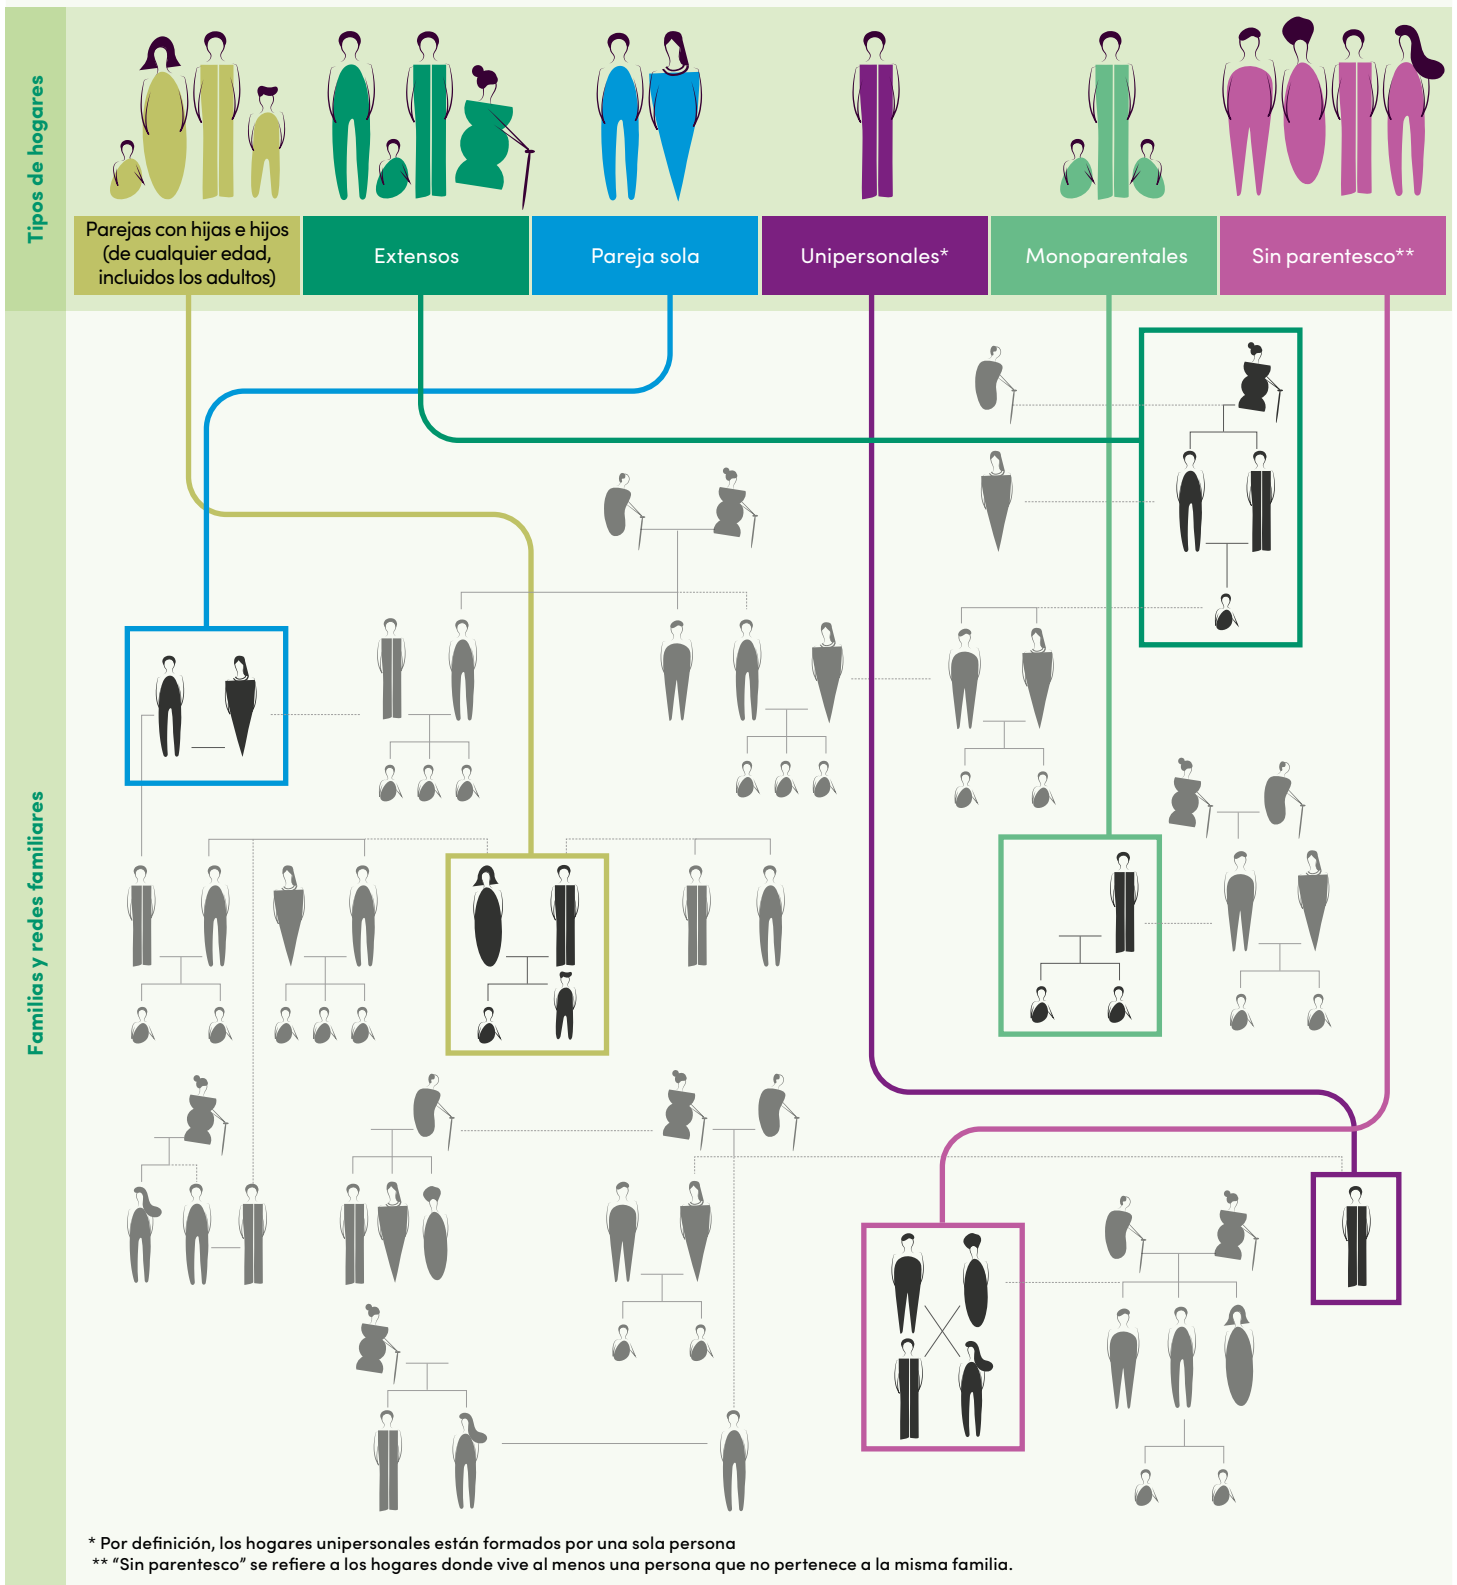 Tipos de hogares
Parejas con hijas e hijos
(de cualquier edad,
incluidos los adultos)
Extensos
Pareja sola
Unipersonales*
Monoparentales
Sin parentesco**
Familias y redes familiares
* Por definición, los hogares unipersonales están formados por una sola persona
** “Sin parentesco” se refiere a los hogares donde vive al menos una persona que no pertenece a la misma familia.